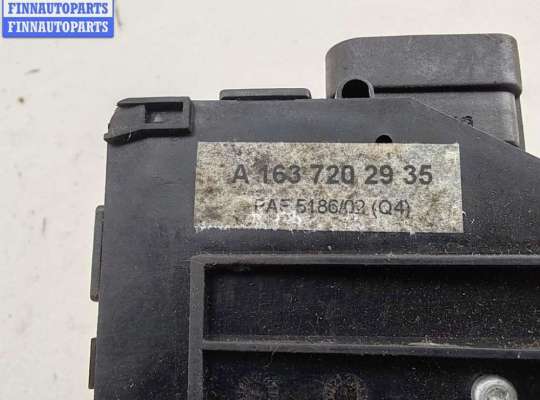 FINNAUTOPARTS
FINNAUTOPARTS
A 163 720 29 35
PAF 5186/02 (Q4)